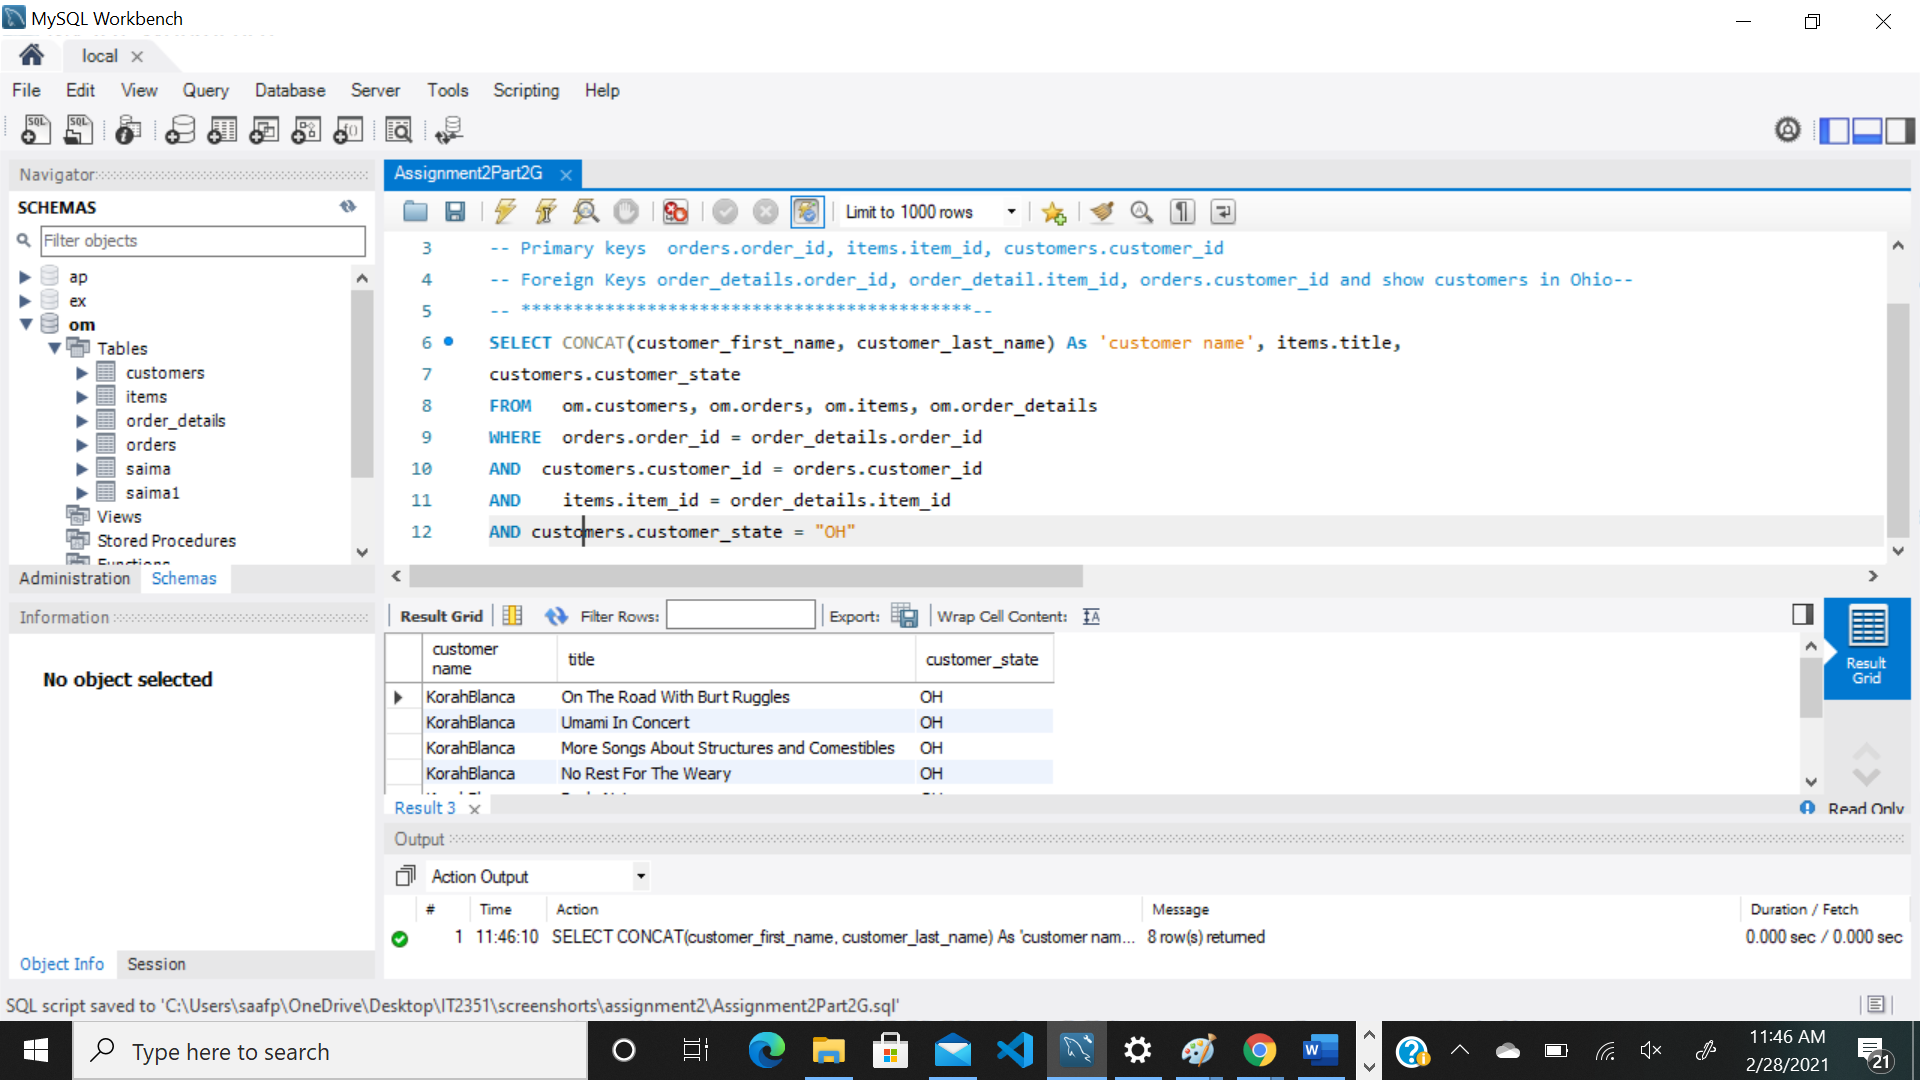 MySQL Workbench
local
File Edit View Query Database Server Tools Scripting Help
Navigator
SCHEMAS
Filter objects
ap
ex
om
Tables
customers
items
order_details
orders
saima
saima1
Views
Stored Procedures
Functions
Administration Schemas
Information
No object selected
Object Info Session
Assignment2Part2G
Limit to 1000 rows
3 -- Primary keys  orders.order_id, items.item_id, customers.customer_id
4 -- Foreign Keys order_details.order_id, order_detail.item_id, orders.customer_id and show customers in Ohio--
5 -- *******************************************--
6 SELECT CONCAT(customer_first_name, customer_last_name) As 'customer name', items.title,
7 customers.customer_state
8 FROM   om.customers, om.orders, om.items, om.order_details
9 WHERE  orders.order_id = order_details.order_id
10 AND  customers.customer_id = orders.customer_id
11 AND    items.item_id = order_details.item_id
12 AND customers.customer_state = "OH"
Result Grid Filter Rows: Export: Wrap Cell Content:
customer name title customer_state
KorahBlanca On The Road With Burt Ruggles OH
KorahBlanca Umami In Concert OH
KorahBlanca More Songs About Structures and Comestibles OH
KorahBlanca No Rest For The Weary OH
Result Grid
Result 3 Read Only
Output
Action Output
# Time Action Message Duration / Fetch
1 11:46:10 SELECT CONCAT(customer_first_name, customer_last_name) As 'customer nam... 8 row(s) returned 0.000 sec / 0.000 sec
SQL script saved to 'C:\Users\saafp\OneDrive\Desktop\IT2351\screenshorts\assignment2\Assignment2Part2G.sql'
Type here to search
11:46 AM
2/28/2021
21